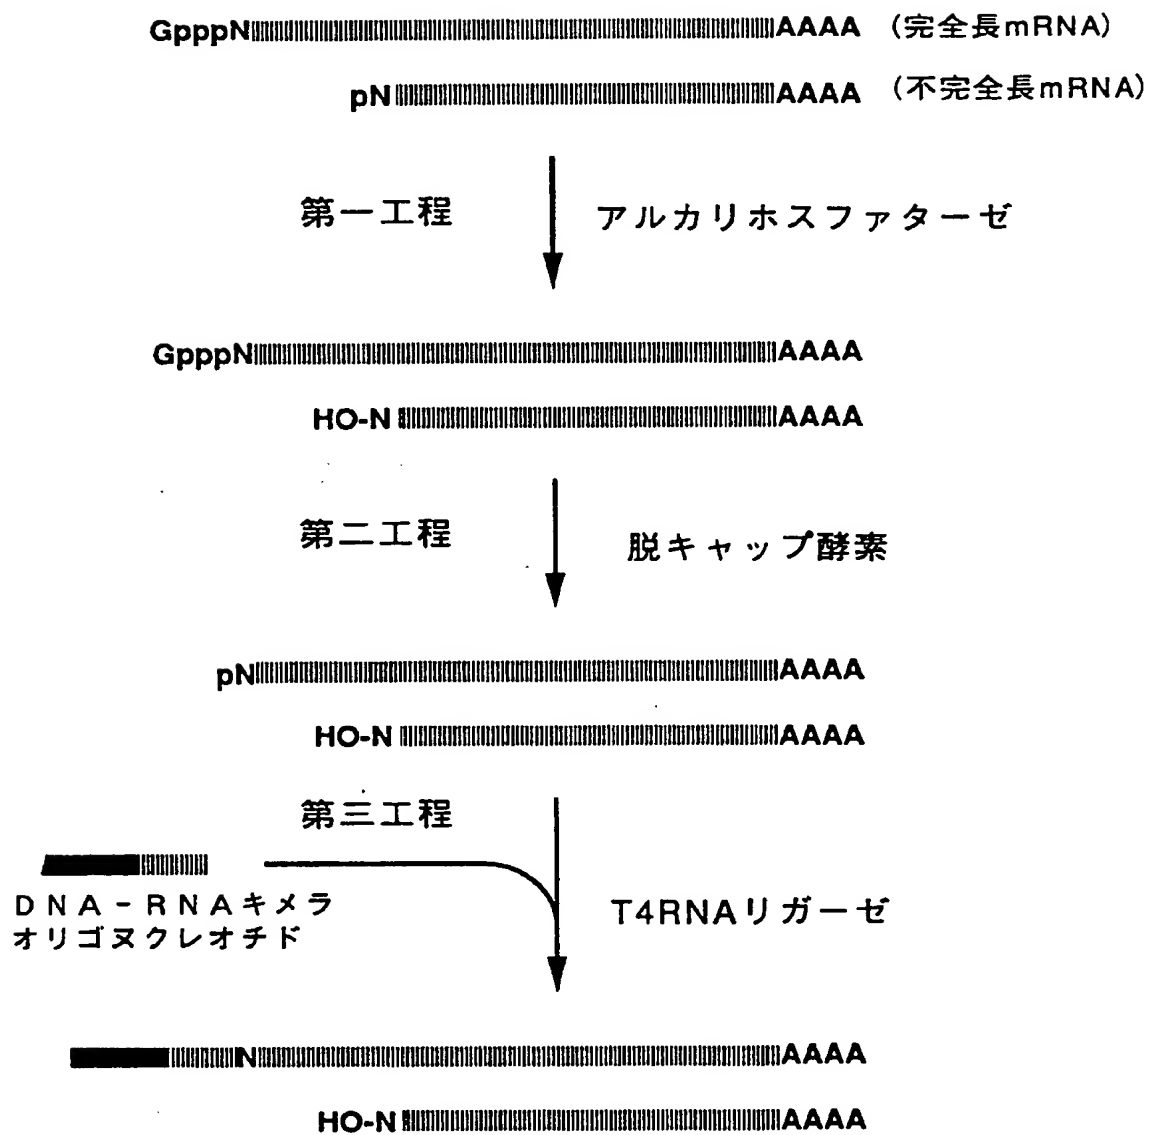 GpppN AAAA (完全長mRNA)
pN AAAA (不完全長mRNA)
第一工程 アルカリホスファターゼ
GpppN AAAA
HO-N AAAA
第二工程 脱キャップ酵素
pN AAAA
HO-N AAAA
第三工程
DNA-RNAキメラ
オリゴヌクレオチド
T4RNAリガーゼ
N AAAA
HO-N AAAA